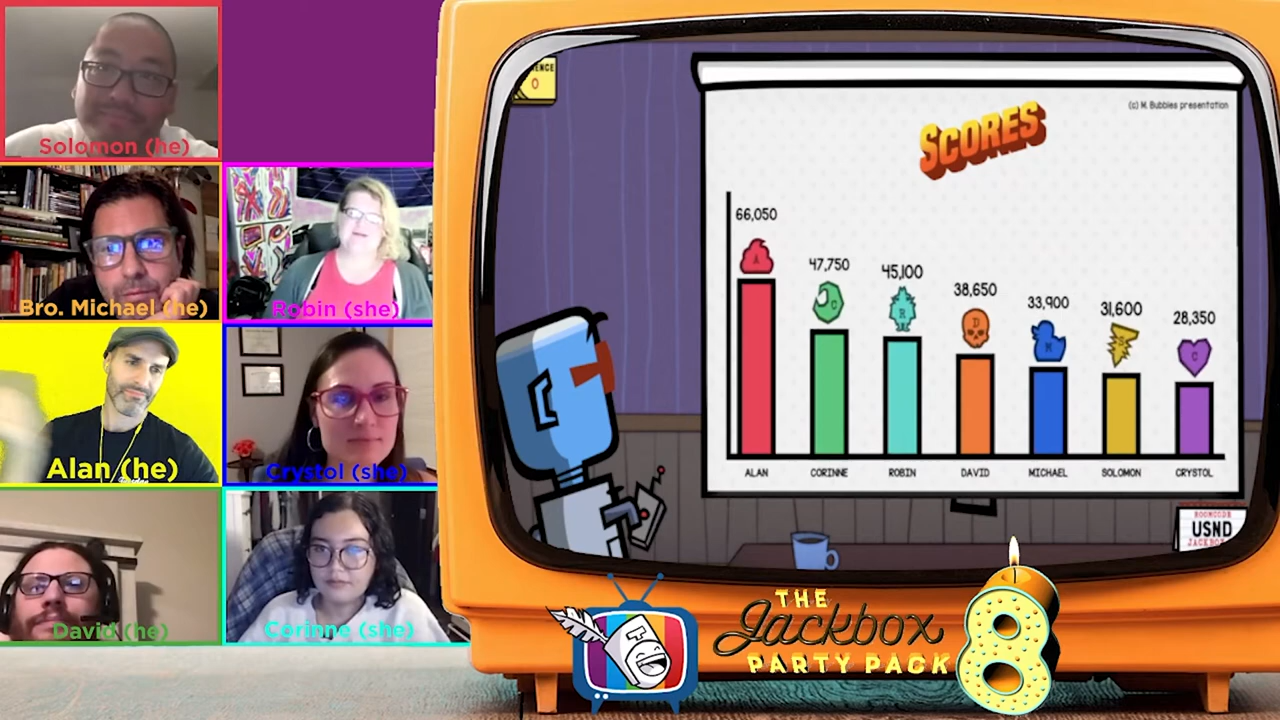 Solomon (he)
Bro. Michael (he)
Robin (she)
Alan (he)
Crystol (she)
David (he)
Corinne (she)
0
(c) M. Bubbles presentation
SCORES
66,050
47,750
45,100
38,650
33,900
31,600
28,350
A
C
R
D
M
S
C
ALAN
CORINNE
ROBIN
DAVID
MICHAEL
SOLOMON
CRYSTOL
ROOMCODE
USND
THE
Jackbox
PARTY PACK
8